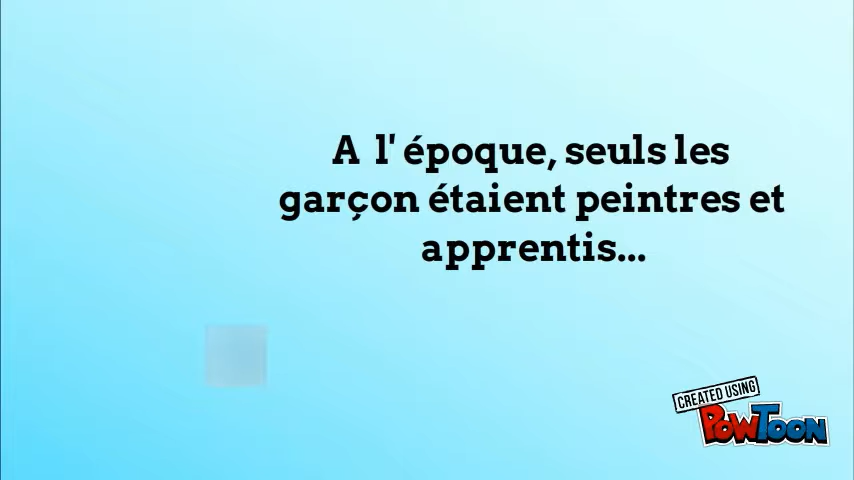 A l' époque, seuls les
garçon étaient peintres et
apprentis...
CREATED USING
POWTOON